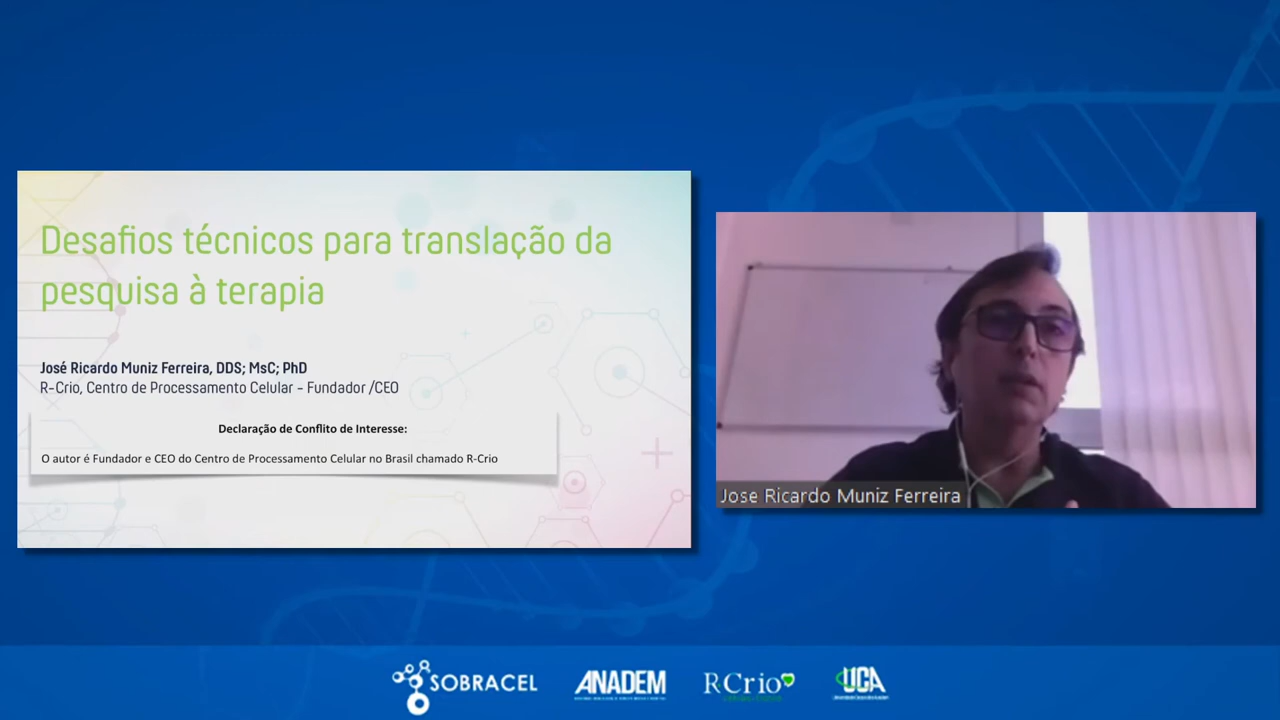 Desafios técnicos para translação da
pesquisa à terapia
José Ricardo Muniz Ferreira, DDS; MsC; PhD
R-Crio, Centro de Processamento Celular - Fundador /CEO
Declaração de Conflito de Interesse:
O autor é Fundador e CEO do Centro de Processamento Celular no Brasil chamado R-Crio
Jose Ricardo Muniz Ferreira
SOBRACEL
ANADEM
RCrio
UCA